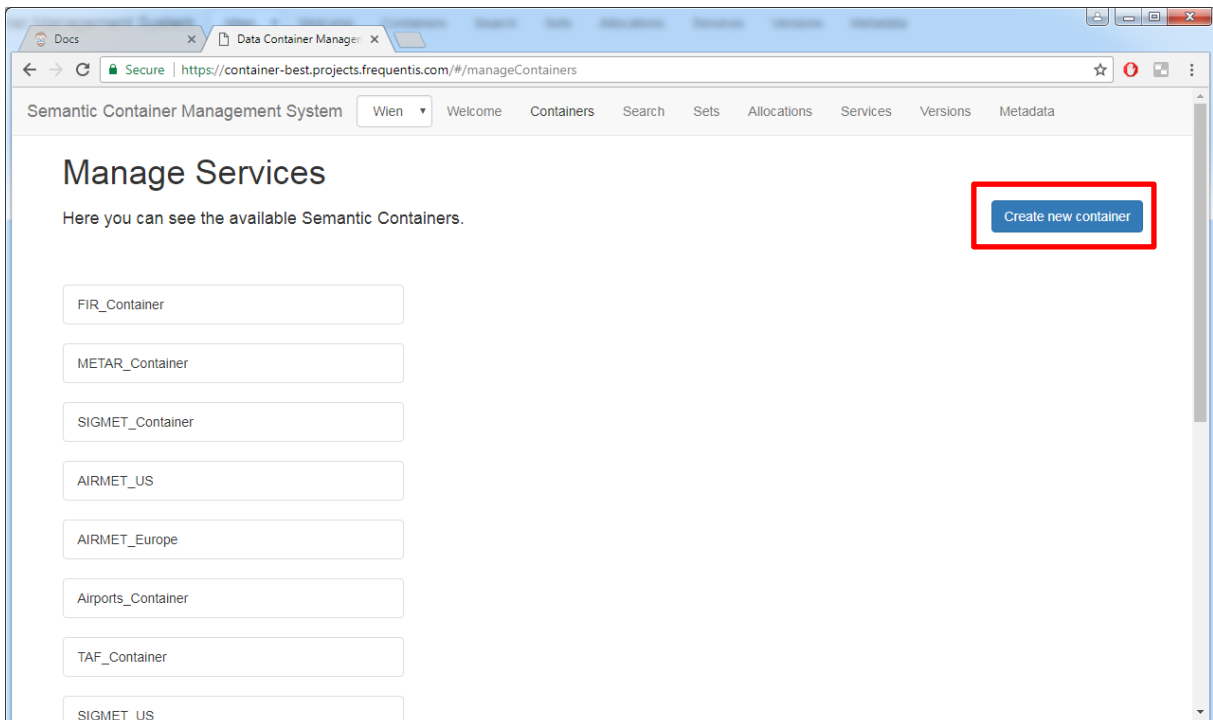 Docs Data Container Manager
Secure https://container-best.projects.frequentis.com/#/manageContainers
Semantic Container Management System Wien Welcome Containers Search Sets Allocations Services Versions Metadata
Manage Services
Here you can see the available Semantic Containers.
Create new container
FIR_Container
METAR_Container
SIGMET_Container
AIRMET_US
AIRMET_Europe
Airports_Container
TAF_Container
SIGMET_US